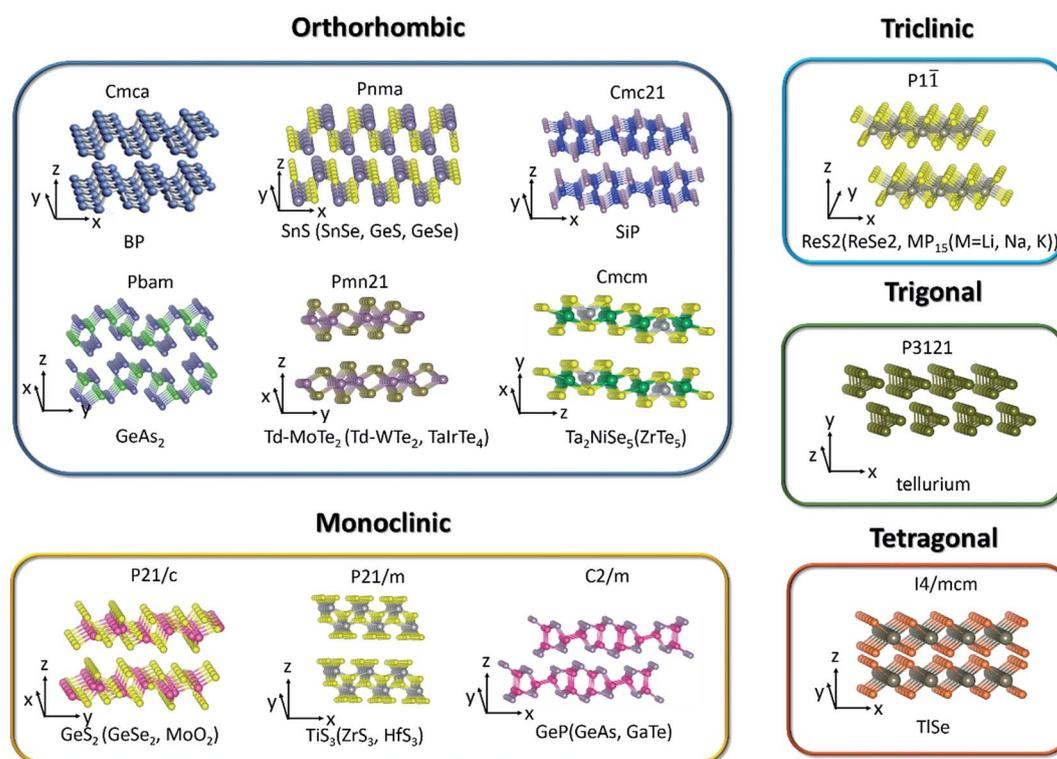 Orthorhombic
Cmca
z
y
x
BP
Pnma
z
y
x
SnS (SnSe, GeS, GeSe)
Cmc21
z
y
x
SiP
Pbam
z
x
y
GeAs₂
Pmn21
z
x
y
Td-MoTe₂ (Td-WTe₂, TaIrTe₄)
Cmcm
y
x
z
Ta₂NiSe₅(ZrTe₅)
Triclinic
P11̅
z
y
x
ReS2(ReSe2, MP₁₅(M=Li, Na, K))
Trigonal
P3121
y
z
x
tellurium
Monoclinic
P21/c
z
x
y
GeS₂ (GeSe₂, MoO₂)
P21/m
z
y
x
TiS₃(ZrS₃, HfS₃)
C2/m
z
y
x
GeP(GeAs, GaTe)
Tetragonal
I4/mcm
z
y
x
TlSe